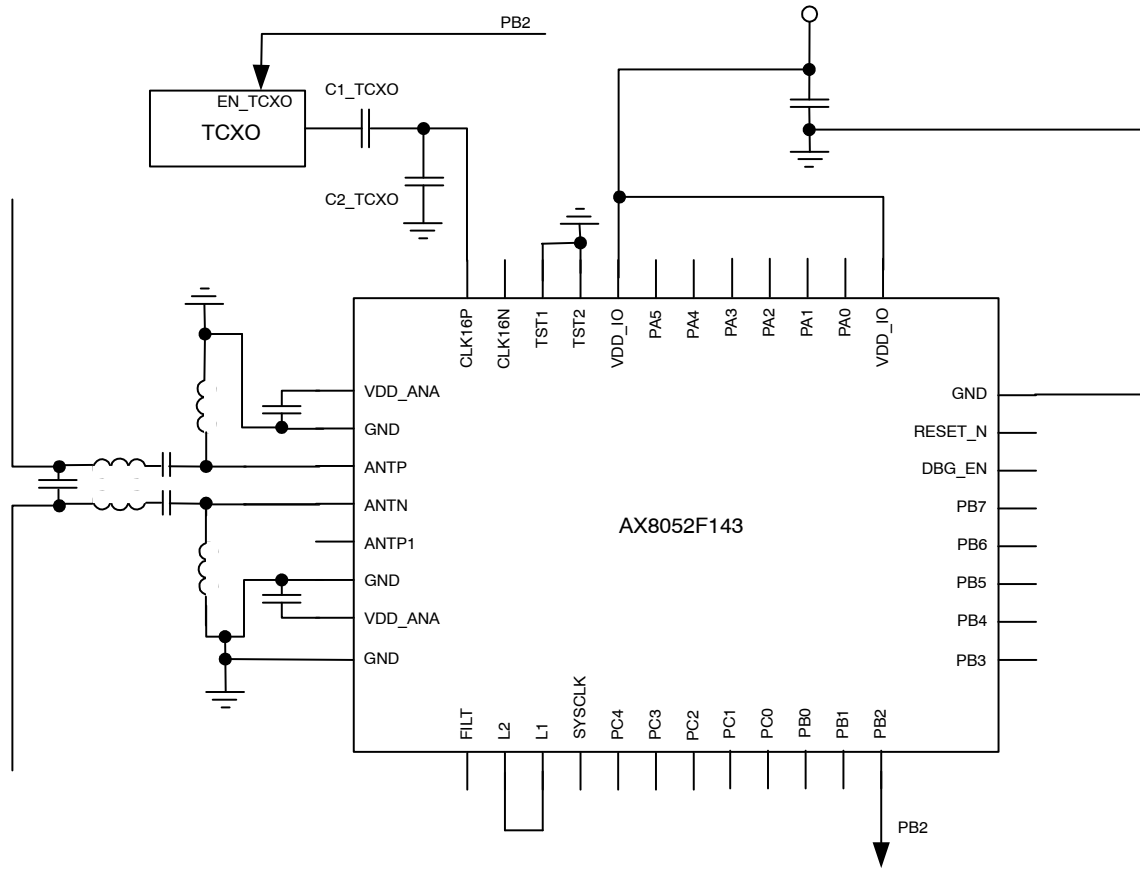 PB2
C1_TCXO
EN_TCXO
TCXO
C2_TCXO
CLK16P
CLK16N
TST1
TST2
VDD_IO
PA5
PA4
PA3
PA2
PA1
PA0
VDD_IO
VDD_ANA
GND
ANTP
ANTN
ANTP1
GND
VDD_ANA
GND
AX8052F143
GND
RESET_N
DBG_EN
PB7
PB6
PB5
PB4
PB3
FILT
L2
L1
SYSCLK
PC4
PC3
PC2
PC1
PC0
PB0
PB1
PB2
PB2